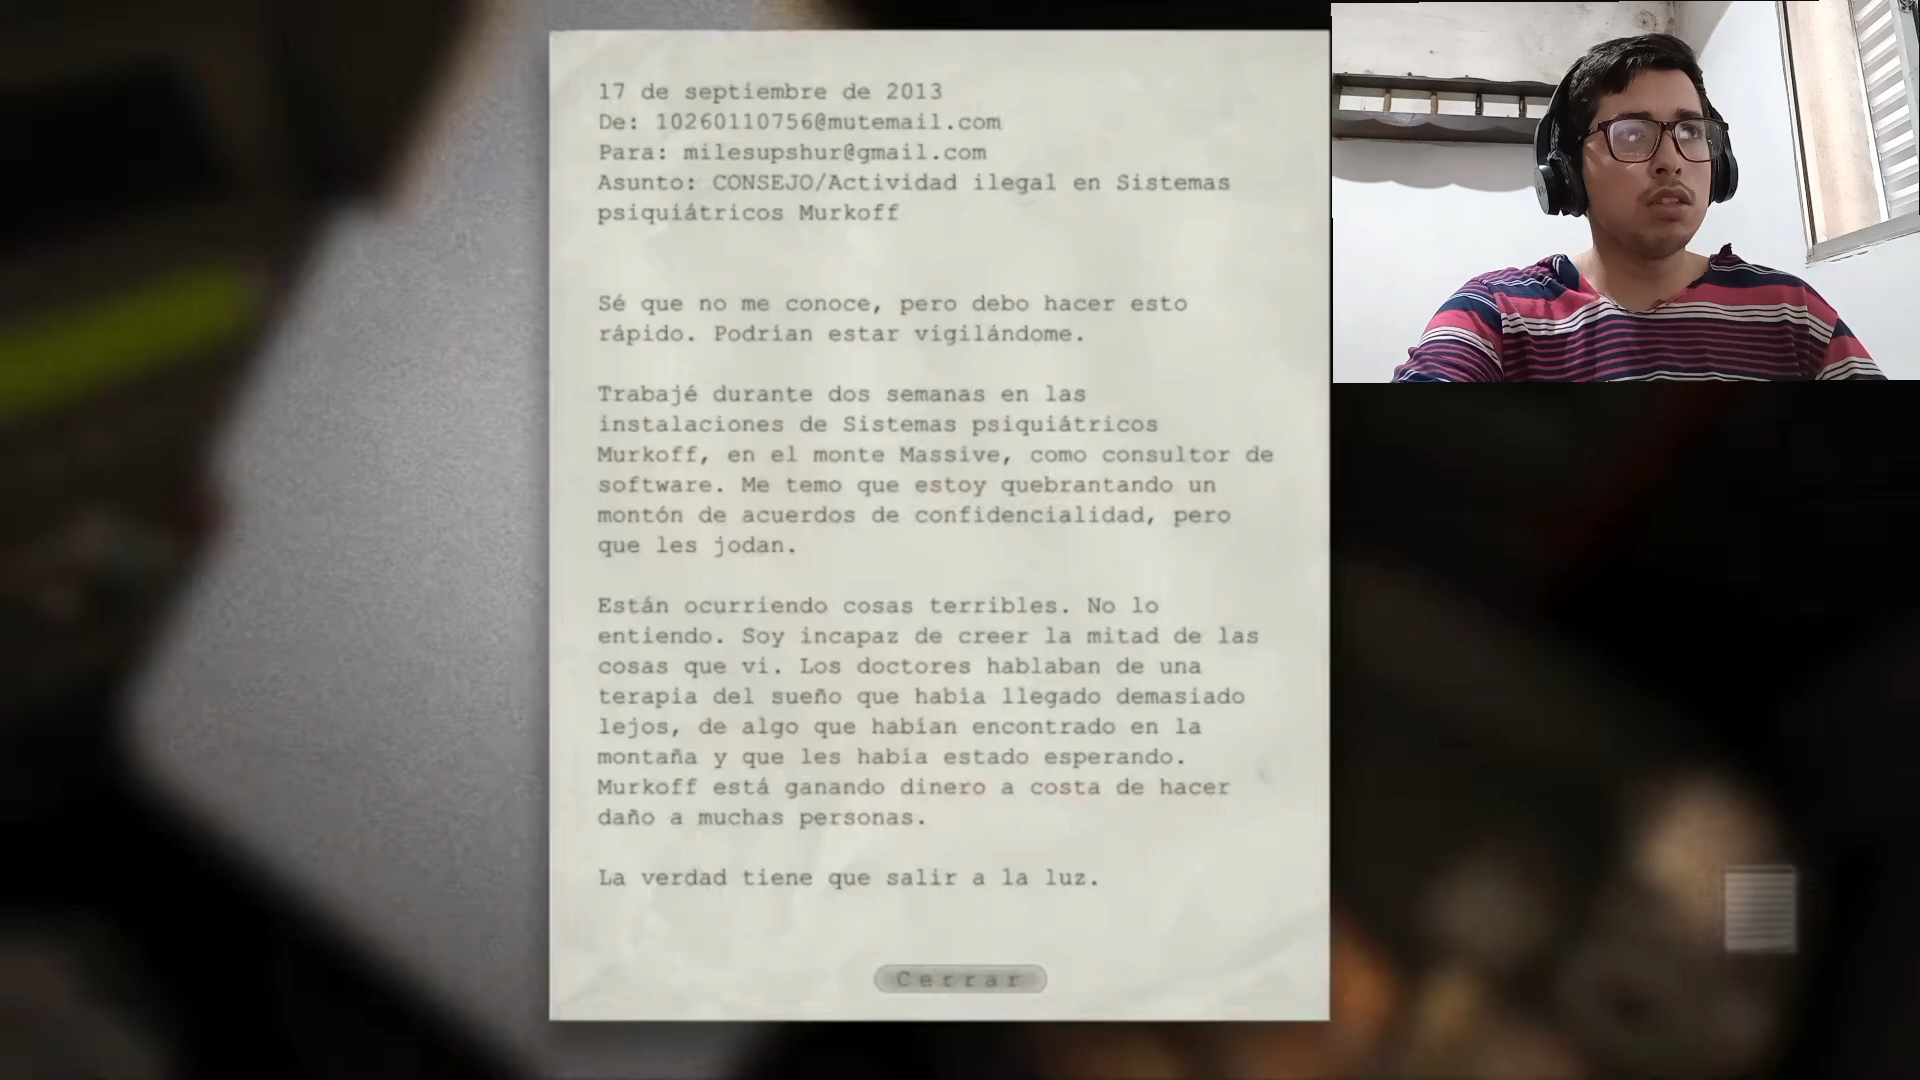 17 de septiembre de 2013
De: 10260110756@mutemail.com
Para: milesupshur@gmail.com
Asunto: CONSEJO/Actividad ilegal en Sistemas
psiquiátricos Murkoff
Sé que no me conoce, pero debo hacer esto
rápido. Podrían estar vigilándome.
Trabajé durante dos semanas en las
instalaciones de Sistemas psiquiátricos
Murkoff, en el monte Massive, como consultor de
software. Me temo que estoy quebrantando un
montón de acuerdos de confidencialidad, pero
que les jodan.
Están ocurriendo cosas terribles. No lo
entiendo. Soy incapaz de creer la mitad de las
cosas que vi. Los doctores hablaban de una
terapia del sueño que había llegado demasiado
lejos, de algo que habían encontrado en la
montaña y que les había estado esperando.
Murkoff está ganando dinero a costa de hacer
daño a muchas personas.
La verdad tiene que salir a la luz.
Cerrar